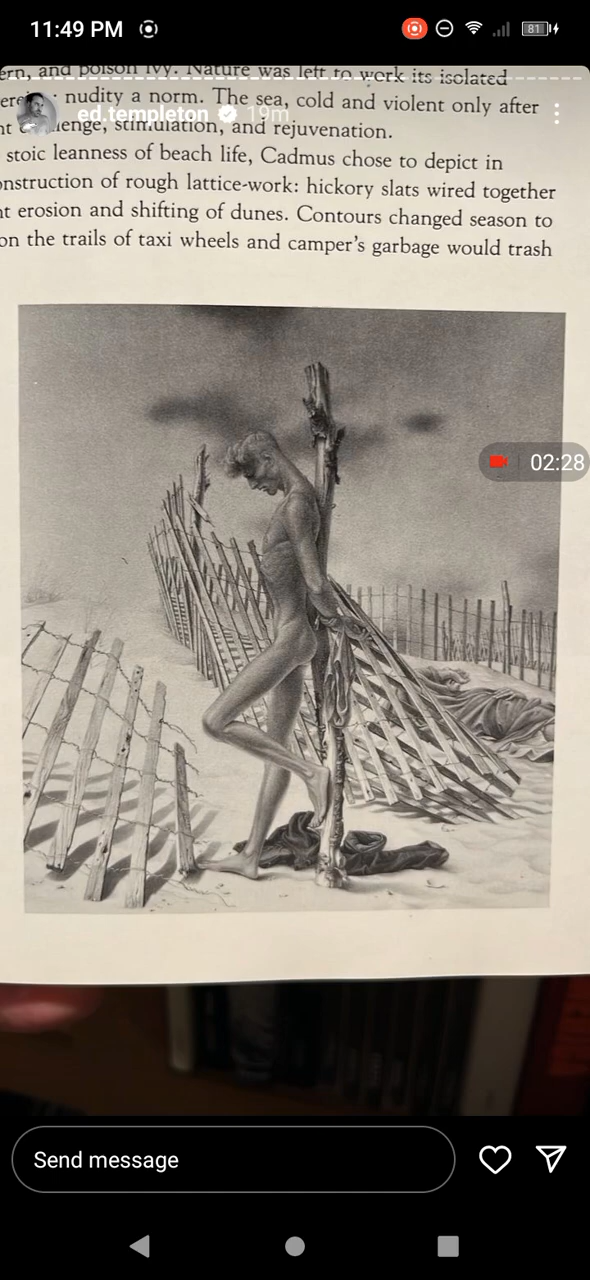 11:49 PM
81
ern, and poison ivy. Nature was left to work its isolated
nudity a norm. The sea, cold and violent only after
ed.templeton 19m
stimulation, and rejuvenation.
stoic leanness of beach life, Cadmus chose to depict in
onstruction of rough lattice-work: hickory slats wired together
nt erosion and shifting of dunes. Contours changed season to
on the trails of taxi wheels and camper's garbage would trash
02:28
Send message